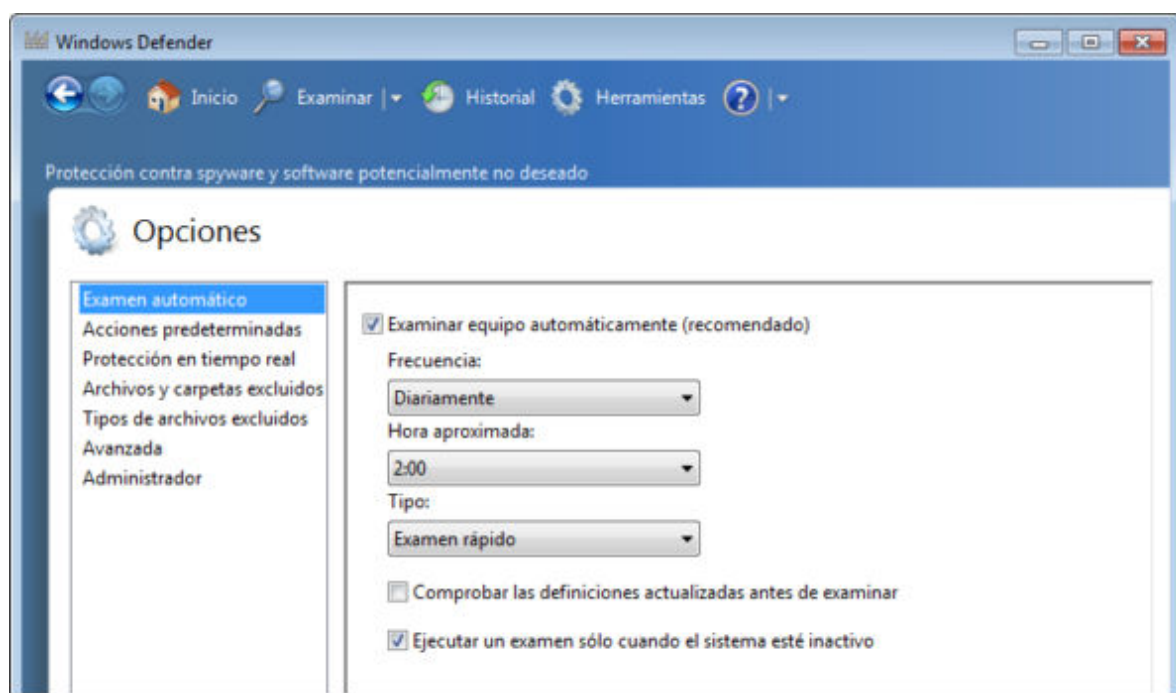 Windows Defender
Inicio Examinar Historial Herramientas
Protección contra spyware y software potencialmente no deseado
Opciones
Examen automático
Acciones predeterminadas
Protección en tiempo real
Archivos y carpetas excluidos
Tipos de archivos excluidos
Avanzada
Administrador
Examinar equipo automáticamente (recomendado)
Frecuencia:
Diariamente
Hora aproximada:
2:00
Tipo:
Examen rápido
Comprobar las definiciones actualizadas antes de examinar
Ejecutar un examen sólo cuando el sistema esté inactivo